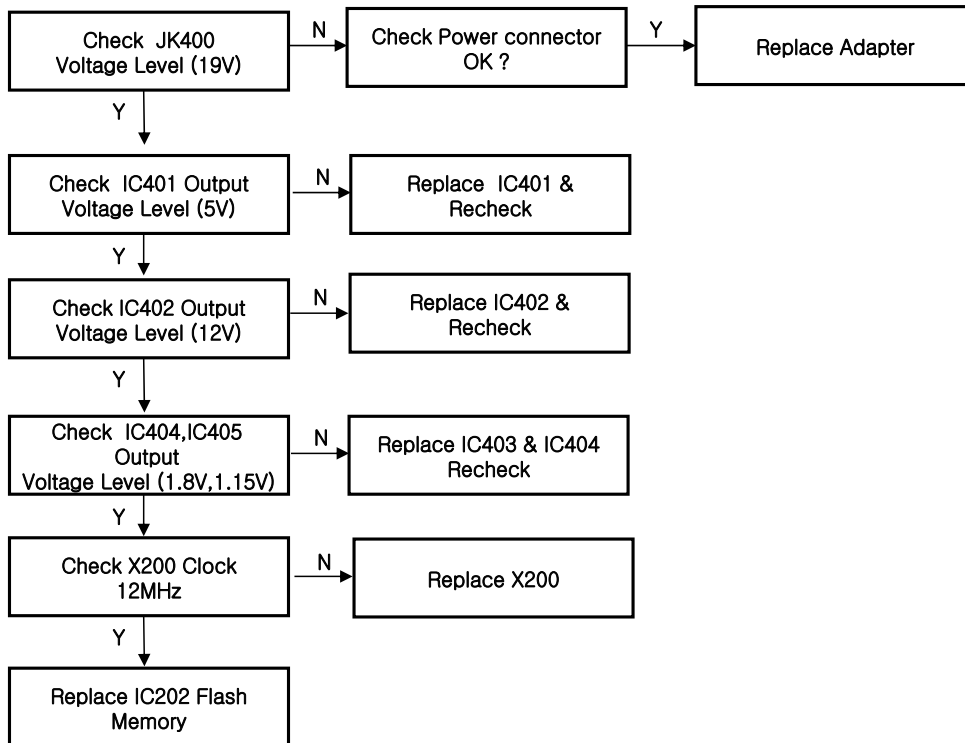 Check JK400
Voltage Level (19V)
N
Check Power connector
OK ?
Y
Replace Adapter
Y
Check IC401 Output
Voltage Level (5V)
N
Replace IC401 &
Recheck
Y
Check IC402 Output
Voltage Level (12V)
N
Replace IC402 &
Recheck
Y
Check IC404,IC405
Output
Voltage Level (1.8V,1.15V)
N
Replace IC403 & IC404
Recheck
Y
Check X200 Clock
12MHz
N
Replace X200
Y
Replace IC202 Flash
Memory